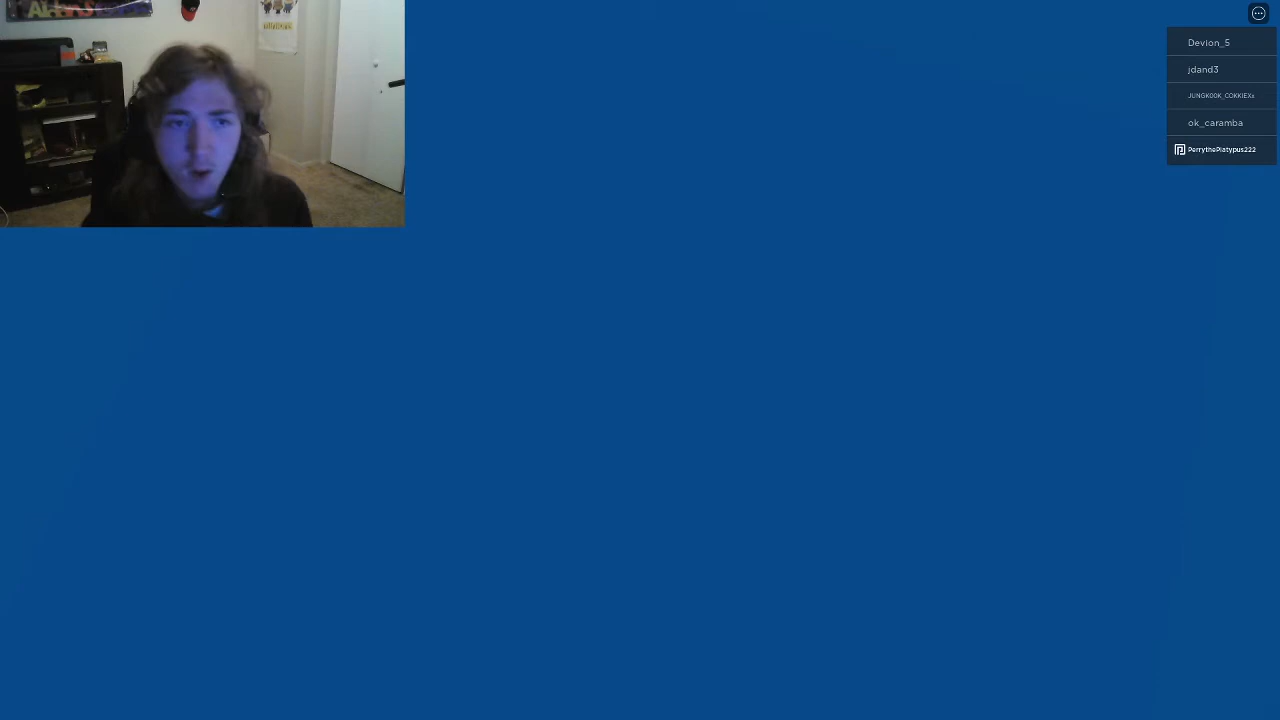 Devion_5
jdand3
JUNGKOOK_COKKIEXx
ok_caramba
PerrythePlatypus222